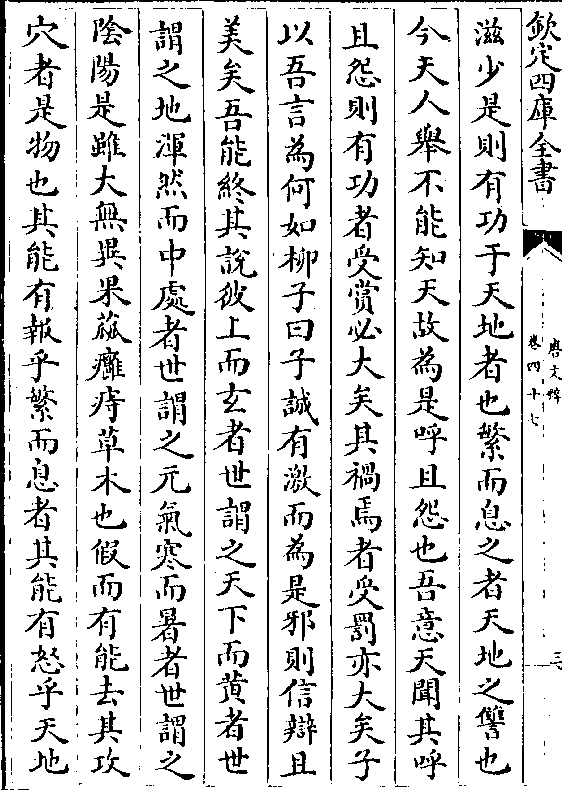 欽定四庫全書
唐文粹
卷四十七
三
滋少是則有功于天地者也繁而息之者天地之讐也
今天人舉不能知天故為是呼且怨也吾意天聞其呼
且怨則有功者受賞必大矣其禍焉者受罰亦大矣子
以吾言為何如柳子曰子誠有激而為是邪則信辯且
美矣吾能終其說彼上而玄者世謂之天下而黄者世
謂之地渾然而中處者世謂之元氣寒而暑者世謂之
陰陽是雖大無異果蓏癰痔草木也假而有能去其攻
穴者是物也其能有報乎繁而息者其能有怒乎天地